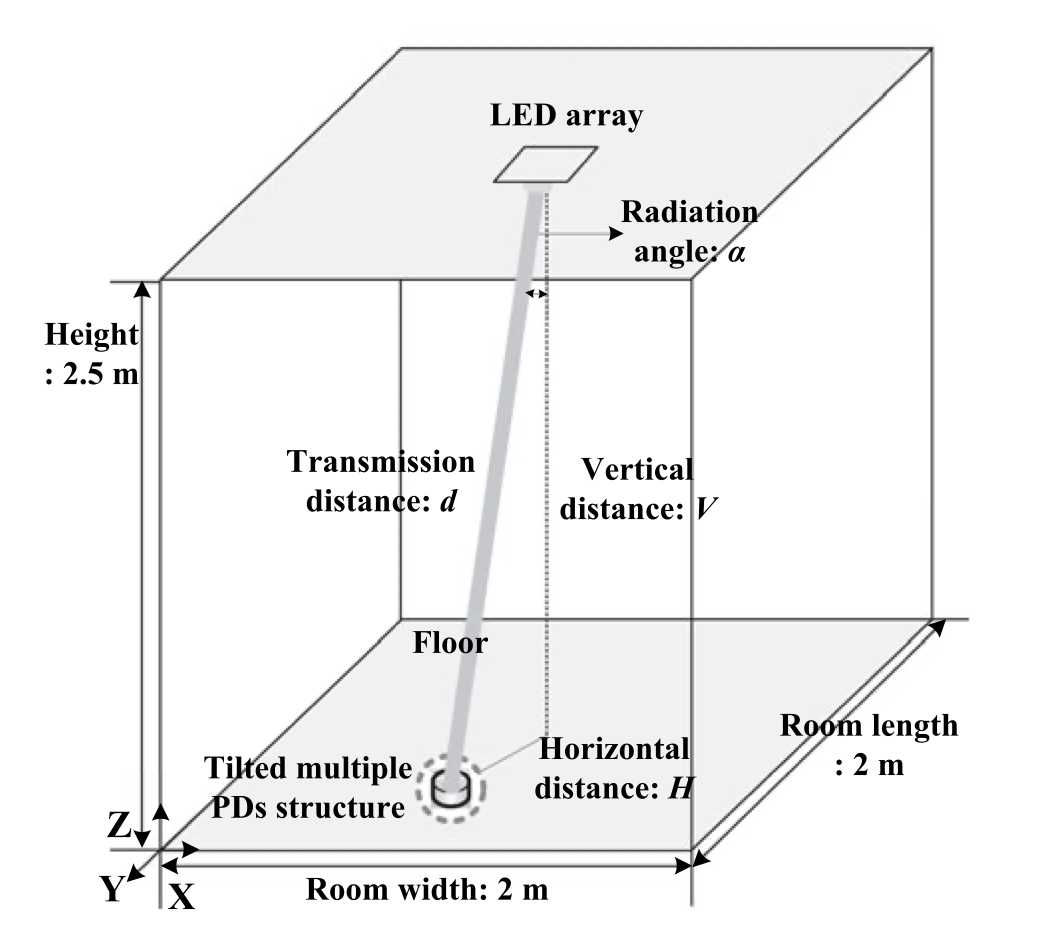 LED array
Radiation
angle: α
Height
: 2.5 m
Transmission
distance: d
Vertical
distance: V
Floor
Tilted multiple
PDs structure
Horizontal
distance: H
Room length
: 2 m
Z
Y
X
Room width: 2 m